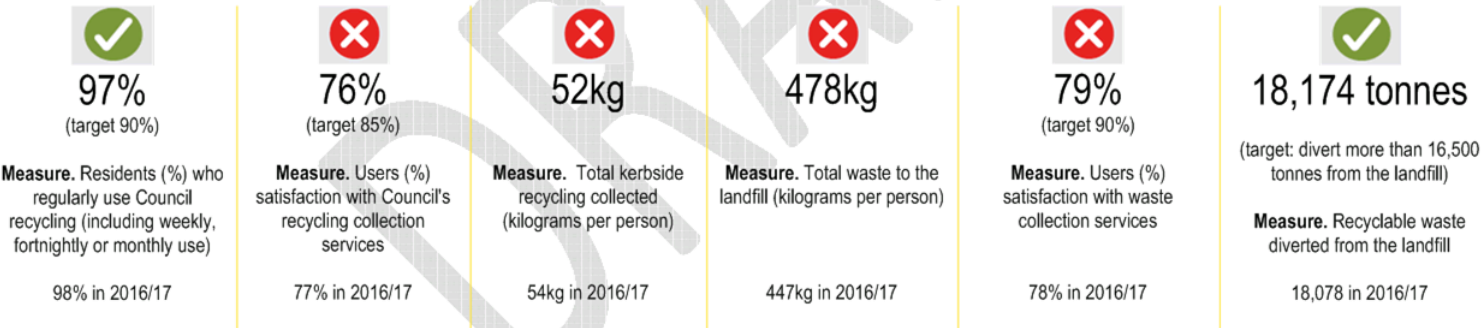 97%
(target 90%)
Measure. Residents (%) who
regularly use Council
recycling (including weekly,
fortnightly or monthly use)
98% in 2016/17
76%
(target 85%)
Measure. Users (%)
satisfaction with Council's
recycling collection
services
77% in 2016/17
52kg
Measure. Total kerbside
recycling collected
(kilograms per person)
54kg in 2016/17
478kg
Measure. Total waste to the
landfill (kilograms per person)
447kg in 2016/17
79%
(target 90%)
Measure. Users (%)
satisfaction with waste
collection services
78% in 2016/17
18,174 tonnes
(target: divert more than 16,500
tonnes from the landfill)
Measure. Recyclable waste
diverted from the landfill
18,078 in 2016/17